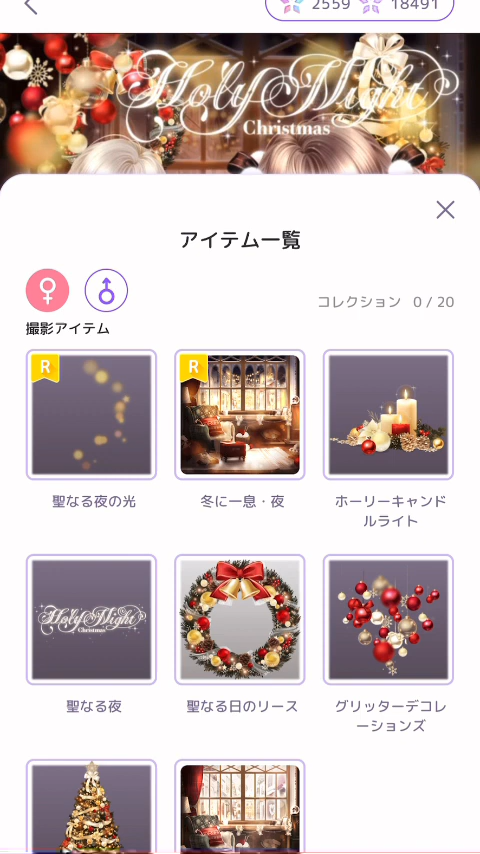 2559 18491
Holy Night
Christmas
アイテム一覧
コレクション 0 / 20
撮影アイテム
R
R
聖なる夜の光
冬に一息・夜
ホーリーキャンド
ルライト
Holy Night
Christmas
聖なる夜
聖なる日のリース
グリッターデコレ
ーションズ